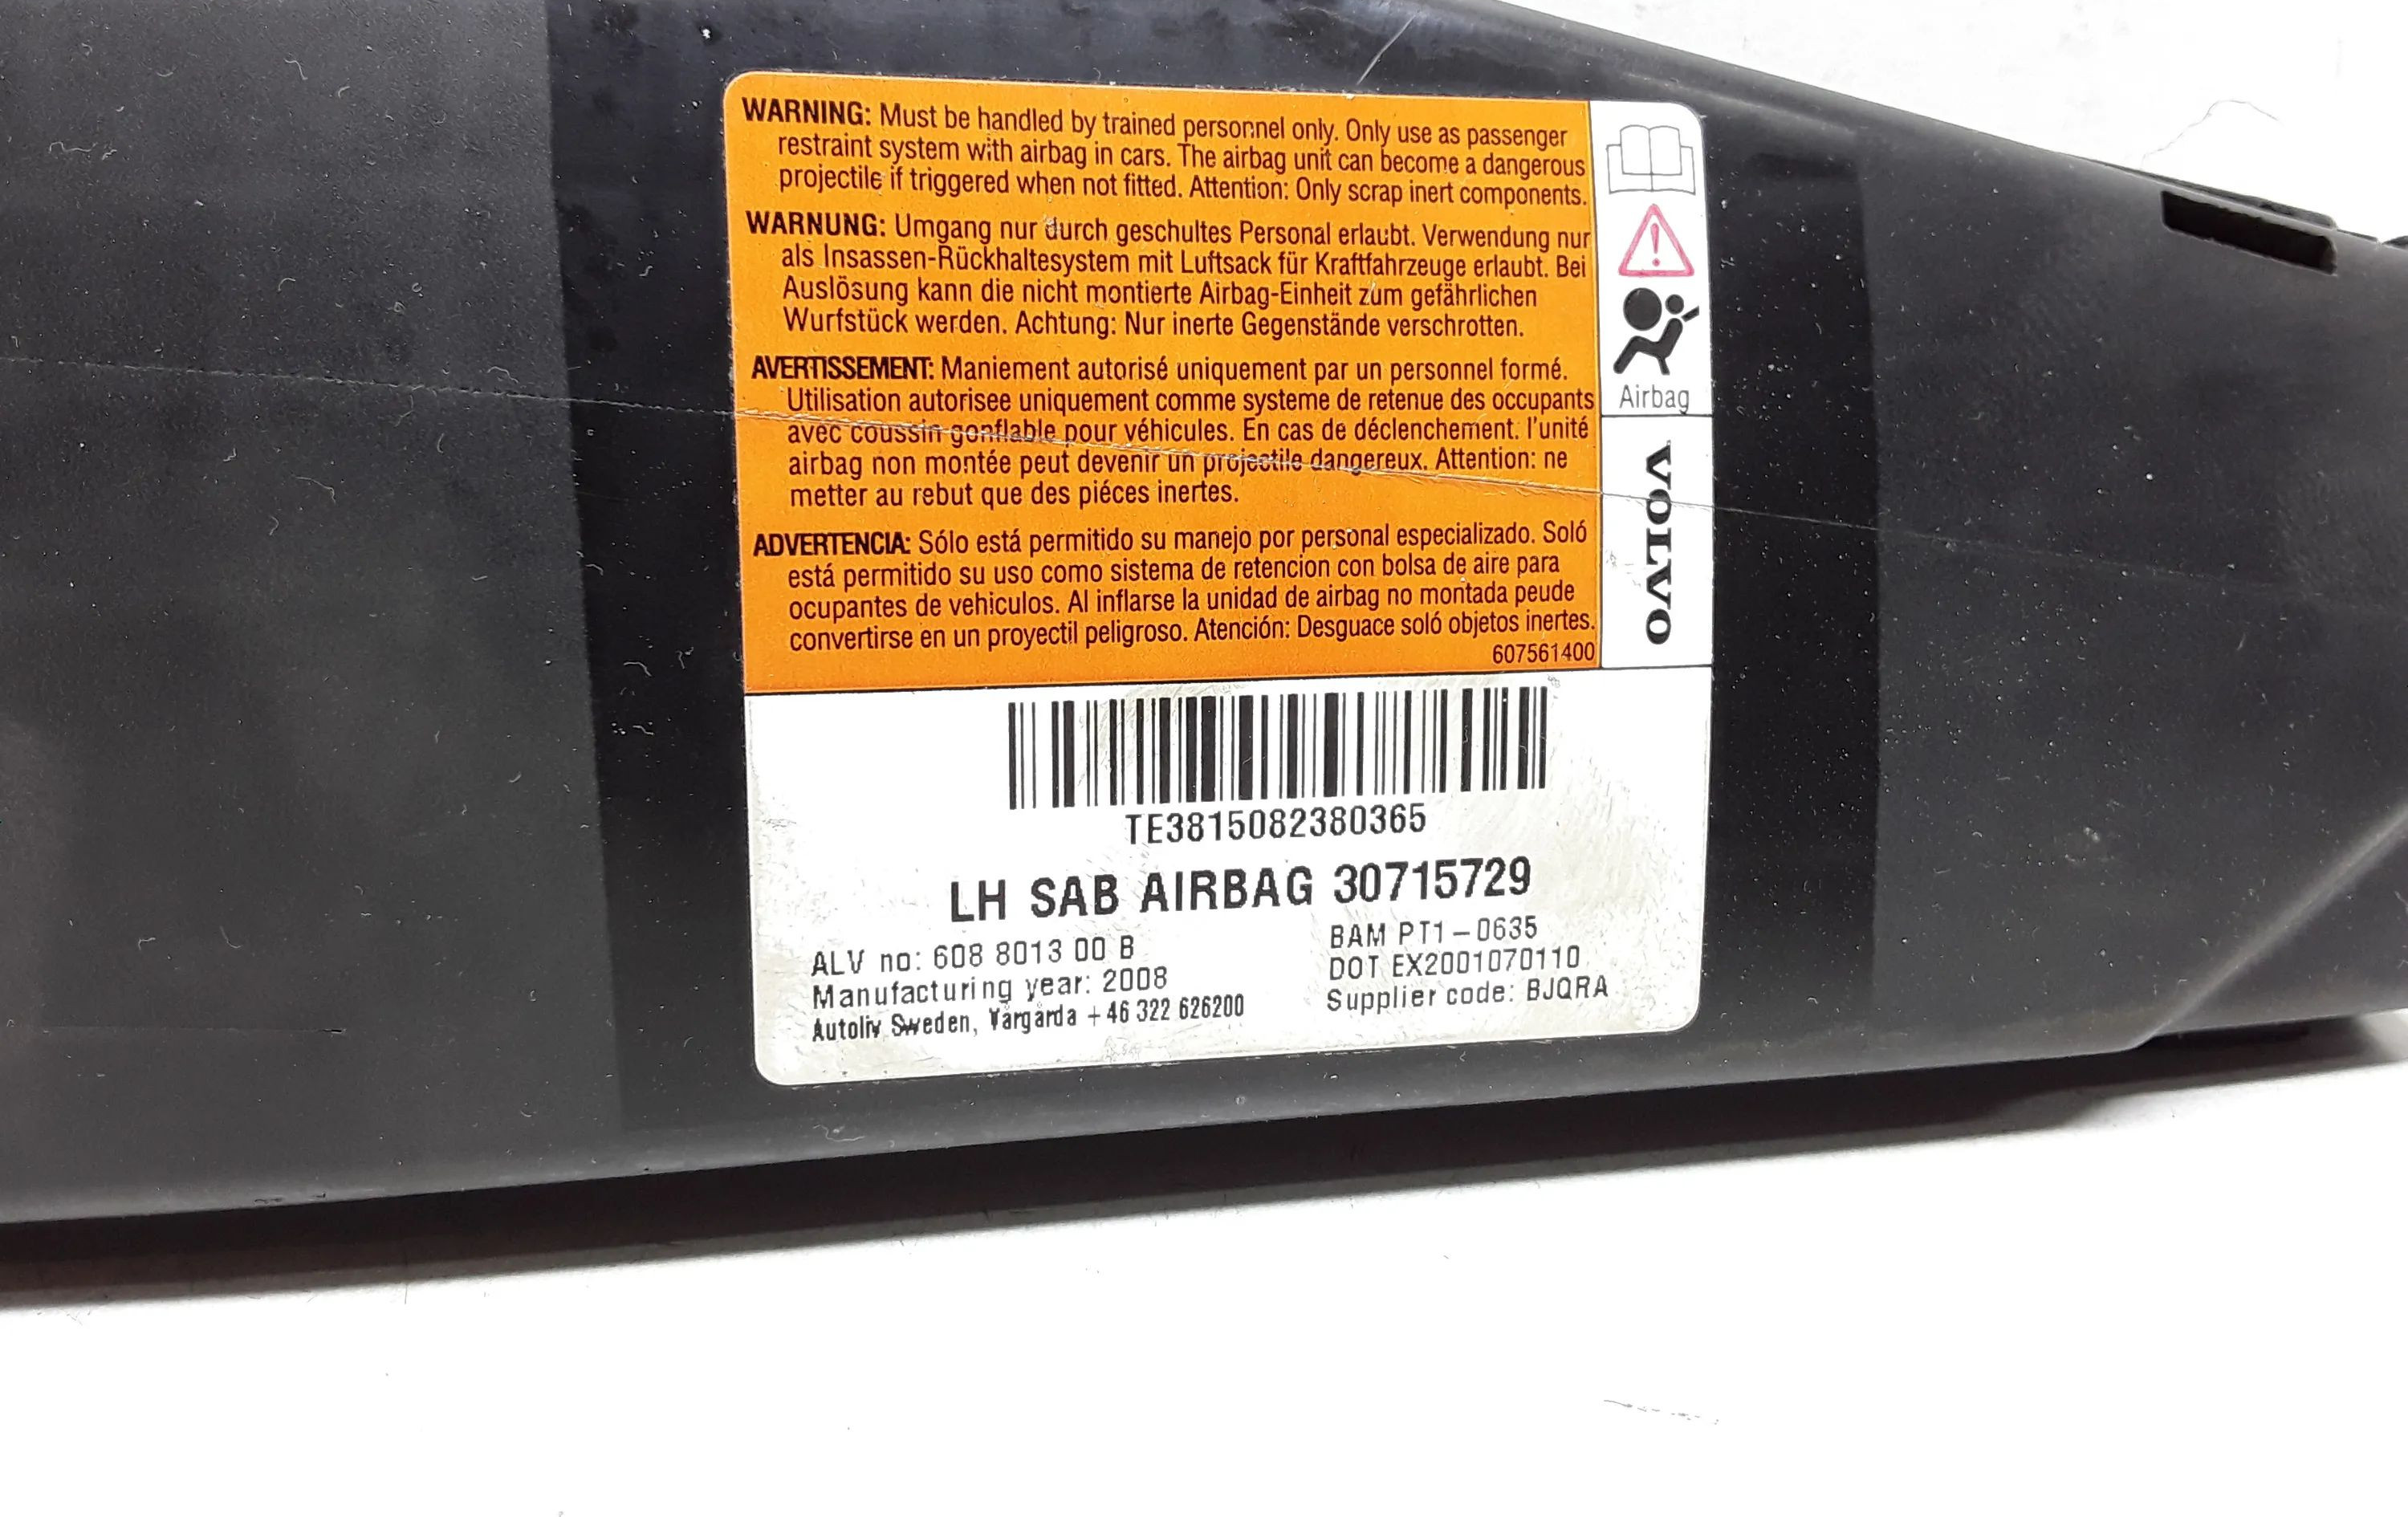 WARNING: Must be handled by trained personnel only. Only use as passenger
restraint system with airbag in cars. The airbag unit can become a dangerous
projectile if triggered when not fitted. Attention: Only scrap inert components.
WARNUNG: Umgang nur durch geschultes Personal erlaubt. Verwendung nur
als Insassen-Rückhaltesystem mit Luftsack für Kraftfahrzeuge erlaubt. Bei
Auslösung kann die nicht montierte Airbag-Einheit zum gefährlichen
Wurfstück werden. Achtung: Nur inerte Gegenstände verschrotten.
AVERTISSEMENT: Maniement autorisé uniquement par un personnel formé.
Utilisation autorisee uniquement comme systeme de retenue des occupants
avec coussin gonflable pour véhicules. En cas de déclenchement. l'unité
airbag non montée peut devenir un projectile dangereux. Attention: ne
metter au rebut que des piéces inertes.
ADVERTENCIA: Sólo está permitido su manejo por personal especializado. Soló
está permitido su uso como sistema de retencion con bolsa de aire para
ocupantes de vehiculos. Al inflarse la unidad de airbag no montada peude
convertirse en un proyectil peligroso. Atención: Desguace soló objetos inertes.
607561400
Airbag
VOLVO
TE3815082380365
LH SAB AIRBAG 30715729
ALV no: 608 8013 00 B
Manufacturing year: 2008
Autoliv Sweden, Vårgårda +46 322 626200
BAM PT1-0635
DOT EX2001070110
Supplier code: BJQRA